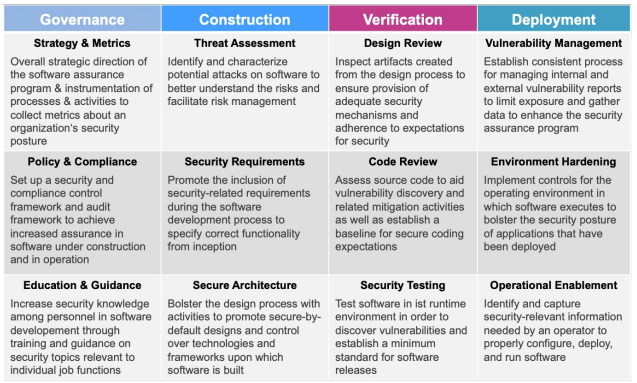 Governance
Construction
Verification
Deployment
Strategy & Metrics
Overall strategic direction of
the software assurance
program & instrumentation of
processes & activities to
collect metrics about an
organization's security
posture
Threat Assessment
Identify and characterize
potential attacks on software to
better understand the risks and
facilitate risk management
Design Review
Inspect artifacts created
from the design process to
ensure provision of
adequate security
mechanisms and
adherence to expectations
for security
Vulnerability Management
Establish consistent process
for managing internal and
external vulnerability reports
to limit exposure and gather
data to enhance the security
assurance program
Policy & Compliance
Set up a security and
compliance control
framework and audit
framework to achieve
increased assurance in
software under construction
and in operation
Security Requirements
Promote the inclusion of
security-related requirements
during the software
development process to
specify correct functionality
from inception
Code Review
Assess source code to aid
vulnerability discovery and
related mitigation activities
as well as establish a
baseline for secure coding
expectations
Environment Hardening
Implement controls for the
operating environment in
which software executes to
bolster the security posture
of applications that have
been deployed
Education & Guidance
Increase security knowledge
among personnel in software
developement through
training and guidance on
security topics relevant to
individual job functions
Secure Architecture
Bolster the design process with
activities to promote secure-by-
default designs and control
over technologies and
frameworks upon which
software is built
Security Testing
Test software in ist runtime
environment in order to
discover vulnerabilities and
establish a minimum
standard for software
releases
Operational Enablement
Identify and capture
security-relevant information
needed by an operator to
properly configure, deploy,
and run software